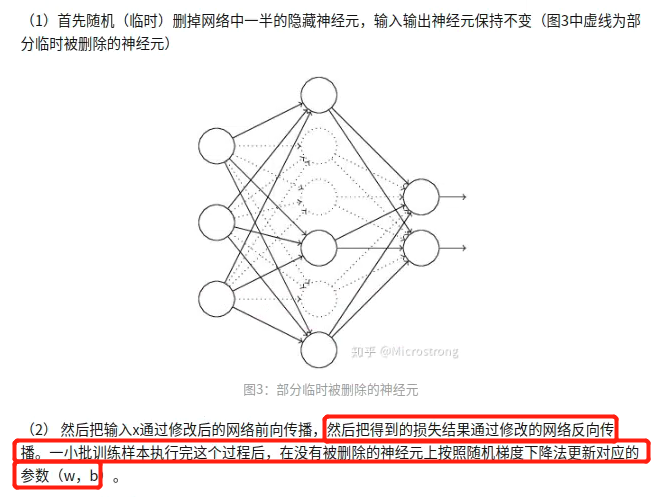 （1）首先随机（临时）删掉网络中一半的隐藏神经元，输入输出神经元保持不变（图3中虚线为部
分临时被删除的神经元）
知乎 @Microstrong
图3：部分临时被删除的神经元
（2） 然后把输入x通过修改后的网络前向传播，然后把得到的损失结果通过修改的网络反向传
播。一小批训练样本执行完这个过程后，在没有被删除的神经元上按照随机梯度下降法更新对应的
参数（w，b）。